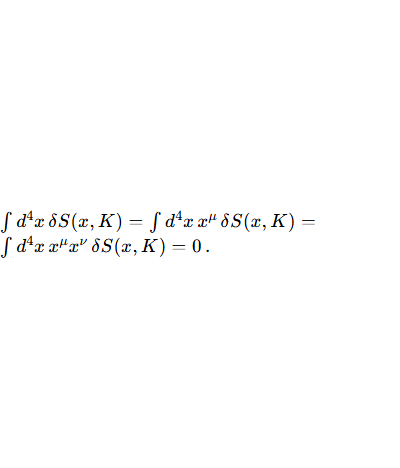 ∫ d⁴x δS(x, K) = ∫ d⁴x x^μ δS(x, K) =
∫ d⁴x x^μ x^ν δS(x, K) = 0 .